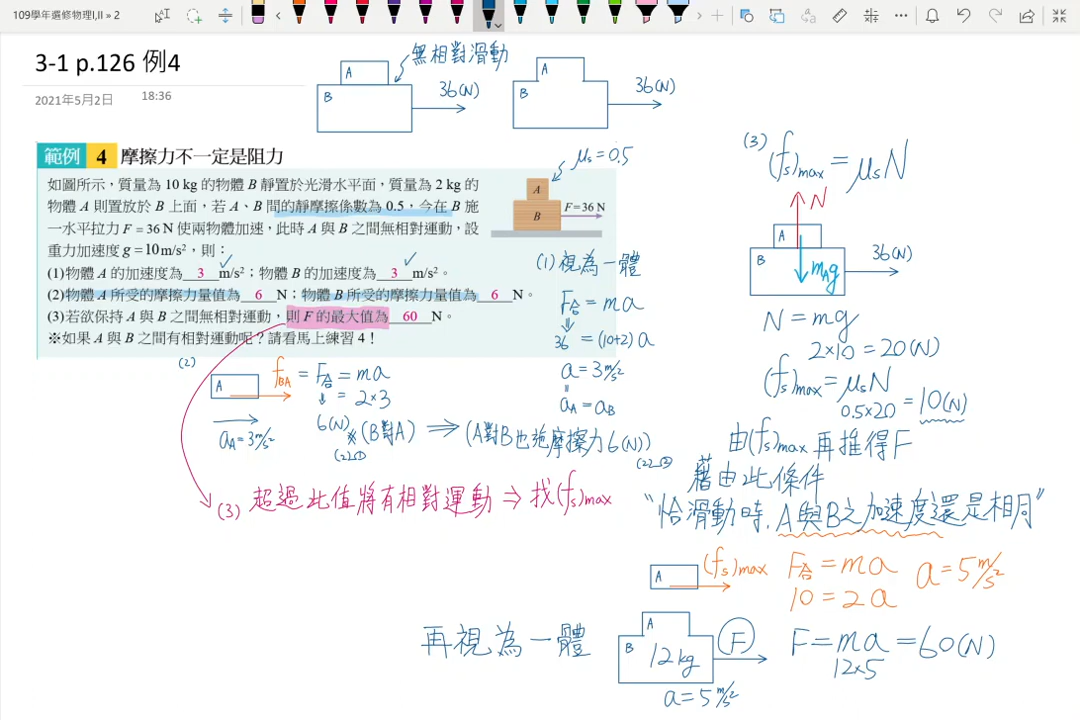 109學年選修物理I,II » 2
3-1 p.126 例4
2021年5月2日 18:36
A
B
無相對滑動
36(N)
A
B
36(N)
範例 4 摩擦力不一定是阻力
如圖所示，質量為 10 kg 的物體 B 靜置於光滑水平面，質量為 2 kg 的
物體 A 則置放於 B 上面，若 A、B 間的靜摩擦係數為 0.5，今在 B 施
一水平拉力 F = 36 N 使兩物體加速，此時 A 與 B 之間無相對運動，設
重力加速度 g = 10 m/s²，則：
(1)物體 A 的加速度為 3 m/s²；物體 B 的加速度為 3 m/s²。
(2)物體 A 所受的摩擦力量值為 6 N；物體 B 所受的摩擦力量值為 6 N。
(3)若欲保持 A 與 B 之間無相對運動，則 F 的最大值為 60 N。
※如果 A 與 B 之間有相對運動呢？請看馬上練習 4！
μs = 0.5
A
B
F = 36 N
(1) 視為一體
F合 = ma
36 = (10+2) a
a = 3 m/s²
aA = aB
(2)
A
fBA = F合 = ma
= 2×3
6(N)
aA = 3 m/s²
※(B對A) ⟹ (A對B也施摩擦力6(N))
(2)①
(2)②
(3) 超過此值將有相對運動 ⇒ 找(fs)max
(3) (fs)max = μsN
N
A
B
mAg
36(N)
N = mg
2×10 = 20(N)
(fs)max = μsN
0.5×20 = 10(N)
由(fs)max 再推得F
藉由此條件
"恰滑動時, A與B之加速度還是相同"
A
(fs)max F合 = ma a = 5 m/s²
10 = 2a
再視為一體
A
B
12kg
F
a = 5 m/s²
F = ma = 60(N)
12×5